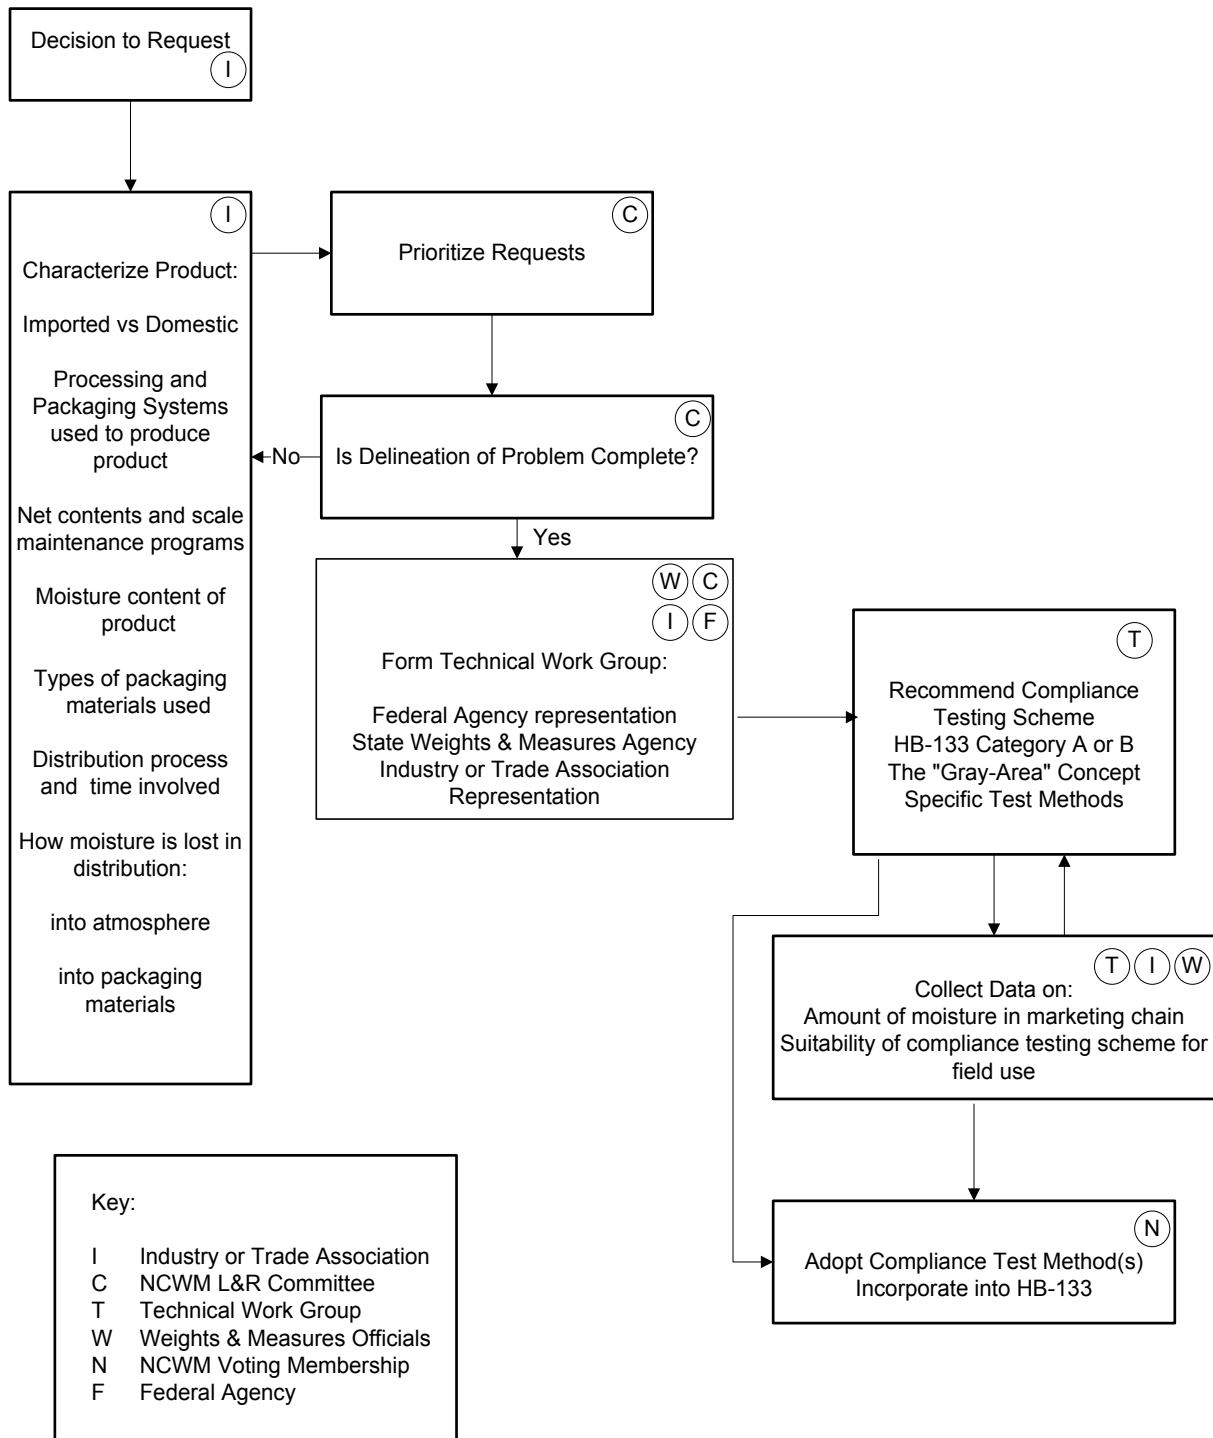 Decision to Request
I
I
Characterize Product:
Imported vs Domestic
Processing and
Packaging Systems
used to produce
product
Net contents and scale
maintenance programs
Moisture content of
product
Types of packaging
materials used
Distribution process
and time involved
How moisture is lost in
distribution:
into atmosphere
into packaging
materials
C
Prioritize Requests
C
Is Delineation of Problem Complete?
No
Yes
W C
I F
Form Technical Work Group:
Federal Agency representation
State Weights & Measures Agency
Industry or Trade Association
Representation
T
Recommend Compliance
Testing Scheme
HB-133 Category A or B
The "Gray-Area" Concept
Specific Test Methods
T I W
Collect Data on:
Amount of moisture in marketing chain
Suitability of compliance testing scheme for
field use
N
Adopt Compliance Test Method(s)
Incorporate into HB-133
Key:
I Industry or Trade Association
C NCWM L&R Committee
T Technical Work Group
W Weights & Measures Officials
N NCWM Voting Membership
F Federal Agency